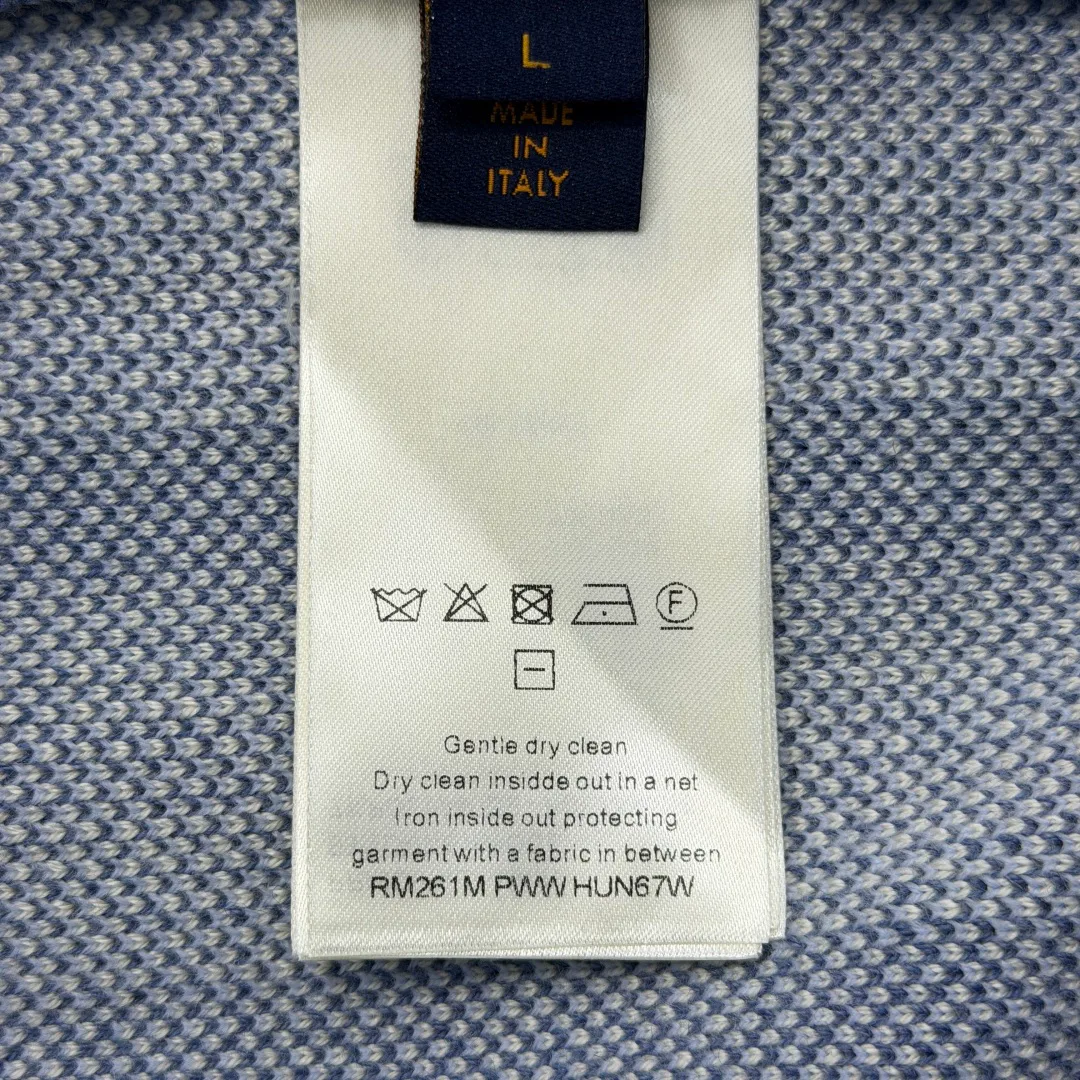 L
MADE
IN
ITALY
F
Gentle dry clean
Dry clean insidde out in a net
Iron inside out protecting
garment with a fabric in between
RM261M PWW HUN67W